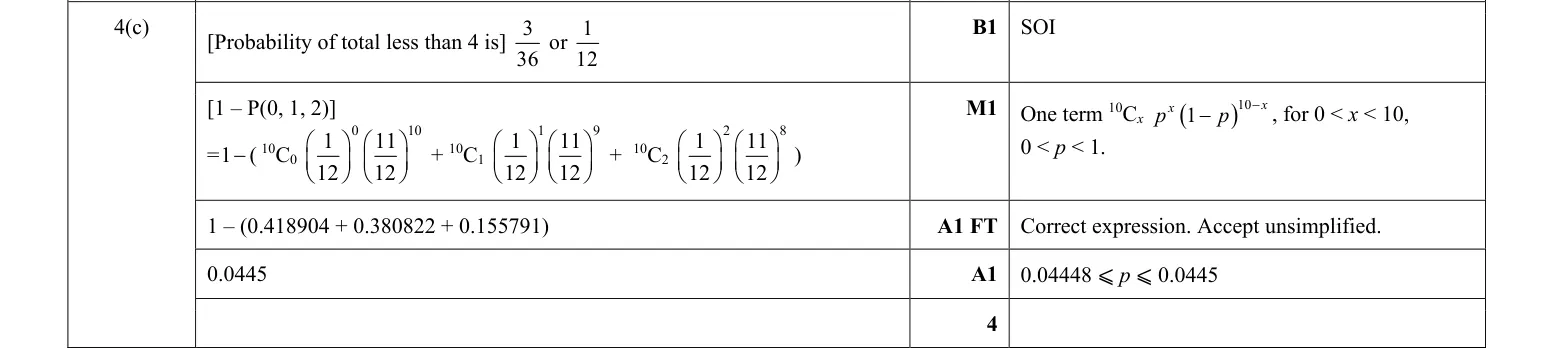 4(c)
[Probability of total less than 4 is] 3/36 or 1/12
B1
SOI
[1 – P(0, 1, 2)]
=1−( ¹⁰C₀ (1/12)⁰ (11/12)¹⁰ + ¹⁰C₁ (1/12)¹ (11/12)⁹ + ¹⁰C₂ (1/12)² (11/12)⁸ )
M1
One term ¹⁰Cₓ pˣ(1− p)¹⁰⁻ˣ , for 0 < x < 10,
0 < p < 1.
1 – (0.418904 + 0.380822 + 0.155791)
A1 FT
Correct expression. Accept unsimplified.
0.0445
A1
0.04448 ⩽ p ⩽ 0.0445
4